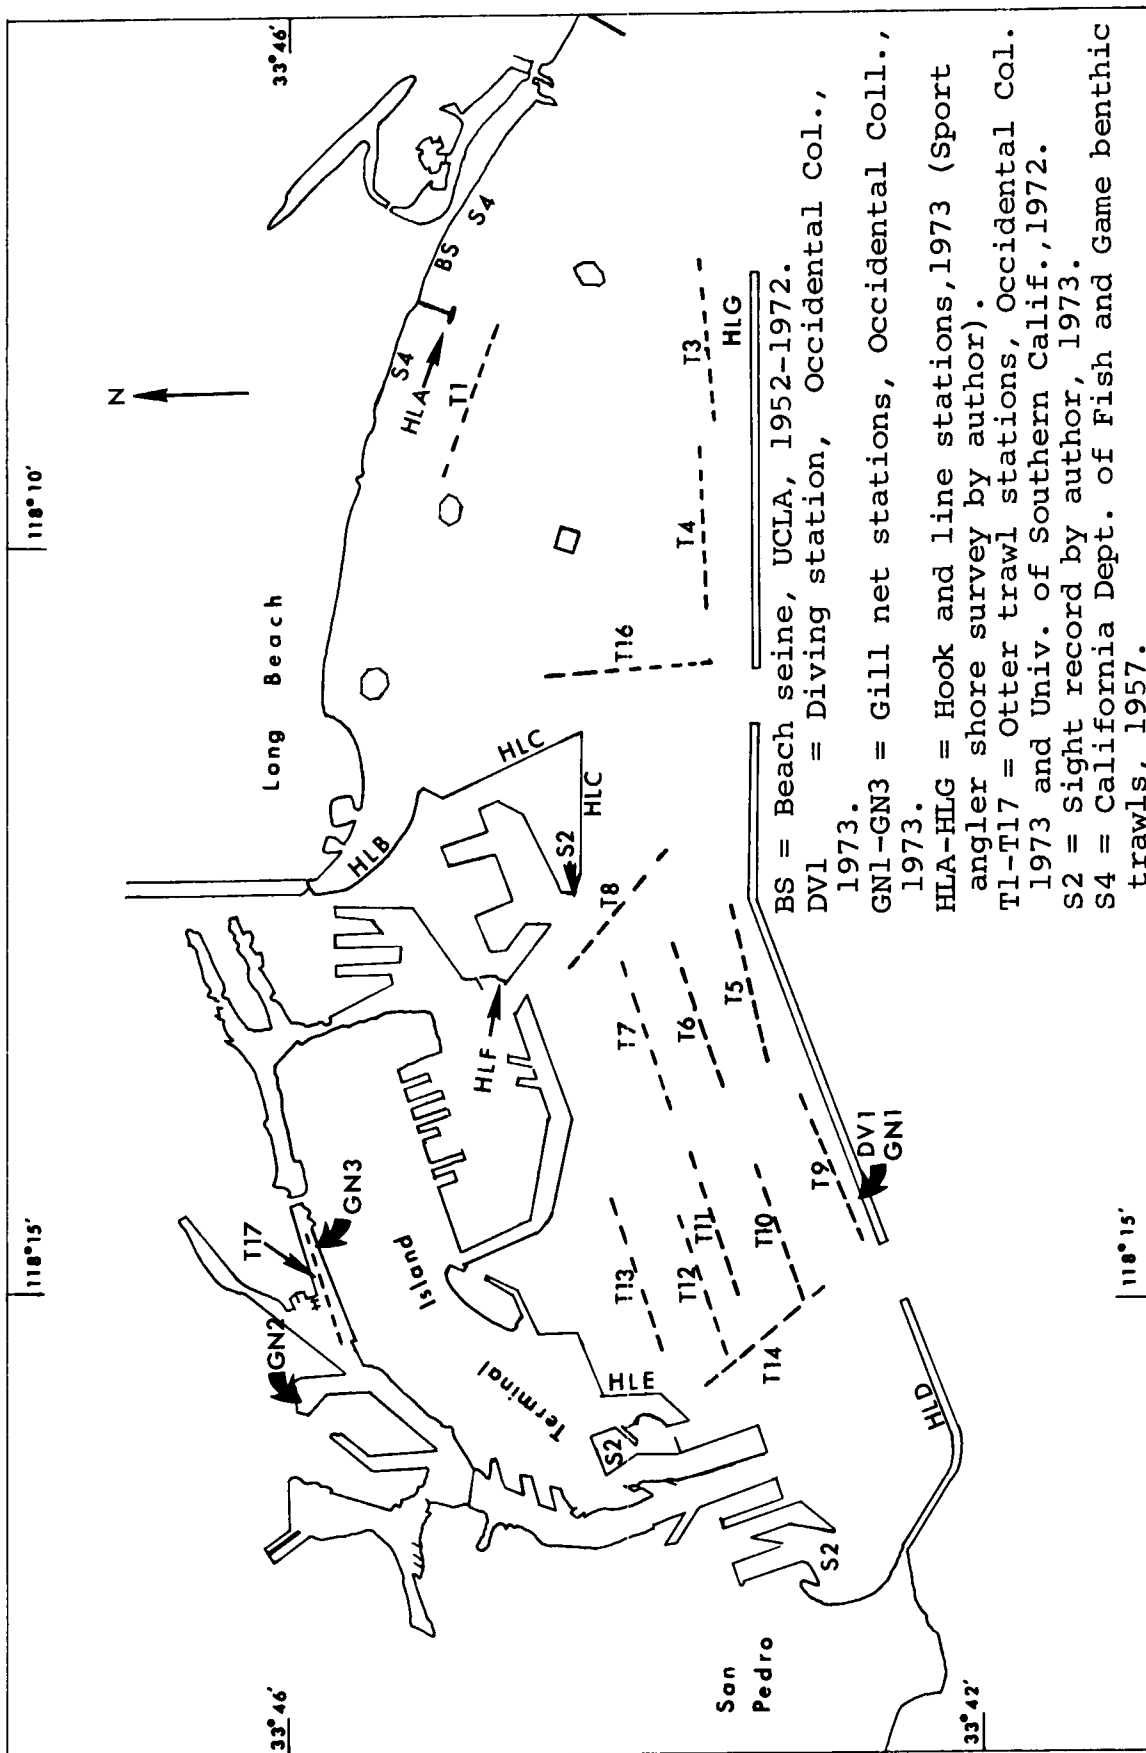 33°46'
118°15'
118°10'
33°46'
N
Long Beach
San
Pedro
Terminal
Island
GN2
T17
GN3
HLB
HLC
HLC
S2
HLF
HLA
S4
BS
S4
T1
T16
T4
T3
HLG
T8
T7
T6
T5
T13
T12
T11
T10
T9
T14
DV1
GN1
HLE
S2
S2
HLD
33°42'
118°15'
BS = Beach seine, UCLA, 1952-1972.
DV1 = Diving station, Occidental Col.,
1973.
GN1-GN3 = Gill net stations, Occidental Coll.,
1973.
HLA-HLG = Hook and line stations,1973 (Sport
angler shore survey by author).
T1-T17 = Otter trawl stations, Occidental Col.
1973 and Univ. of Southern Calif.,1972.
S2 = Sight record by author, 1973.
S4 = California Dept. of Fish and Game benthic
trawls, 1957.